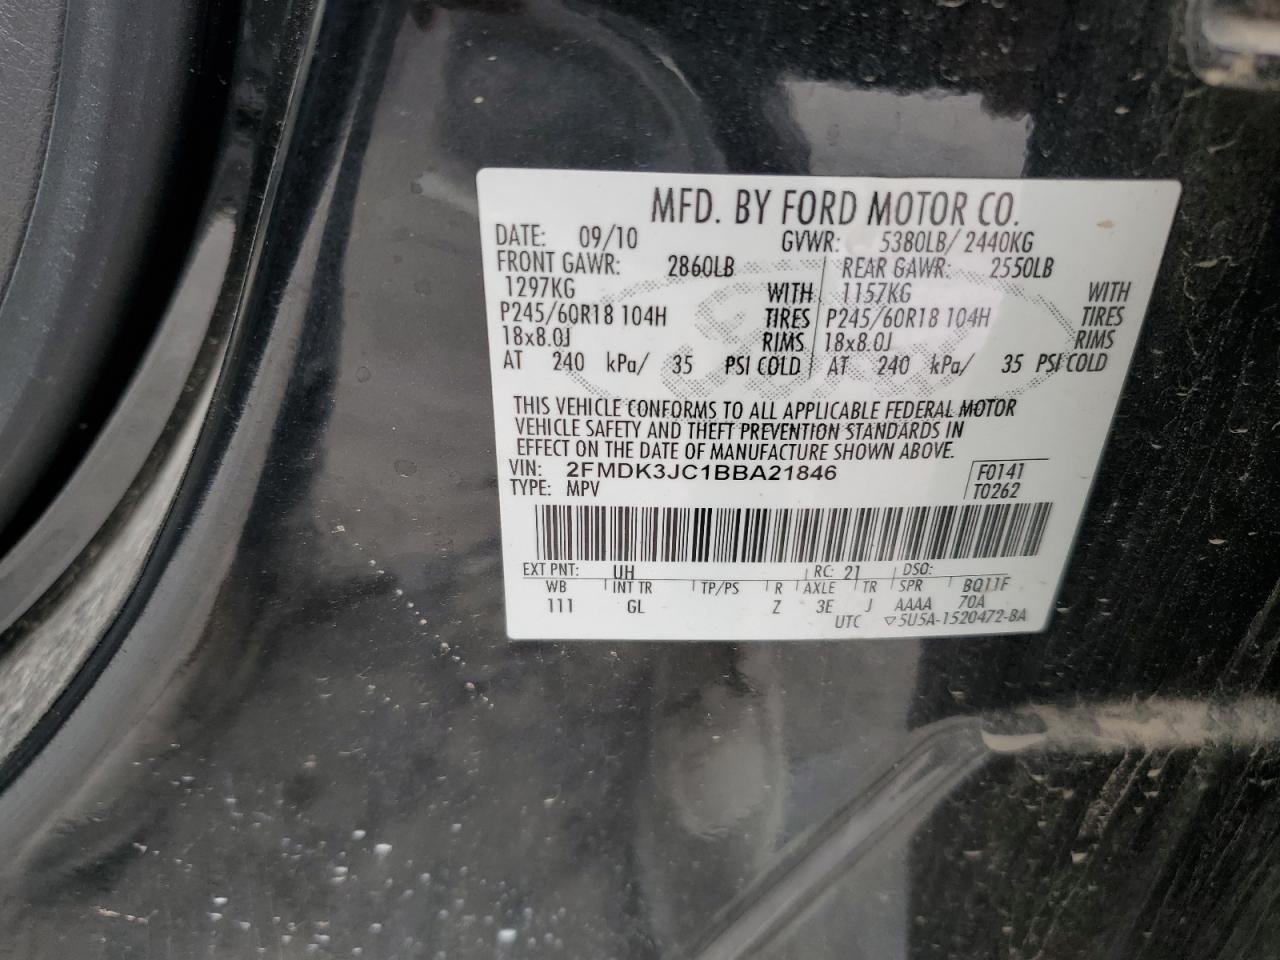 MFD. BY FORD MOTOR CO.
DATE: 09/10 GVWR: 5380LB/ 2440KG
FRONT GAWR: 2860LB REAR GAWR: 2550LB
1297KG WITH 1157KG WITH
P245/60R18 104H TIRES P245/60R18 104H TIRES
18x8.0J RIMS 18x8.0J RIMS
AT 240 kPa/ 35 PSI COLD AT 240 kPa/ 35 PSI COLD
THIS VEHICLE CONFORMS TO ALL APPLICABLE FEDERAL MOTOR
VEHICLE SAFETY AND THEFT PREVENTION STANDARDS IN
EFFECT ON THE DATE OF MANUFACTURE SHOWN ABOVE.
VIN: 2FMDK3JC1BBA21846 F0141
TYPE: MPV T0262
EXT PNT: UH RC: 21 DSO:
WB INT TR TP/PS R AXLE TR SPR BQ11F
111 GL Z 3E J AAAA 70A
UTC ▽5U5A-1520472-BA